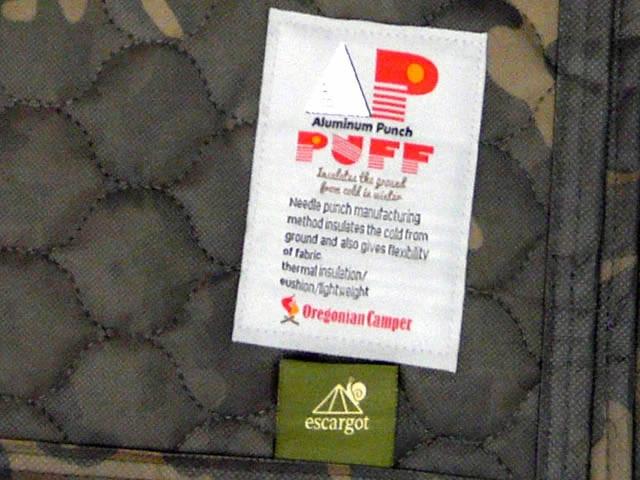 AP
Aluminum Punch
PUFF
Insulates the ground
from cold in winter
Needle punch manufacturing
method insulates the cold from
ground and also gives flexibility
of fabric
thermal insulation/
cushion/lightweight
Oregonian Camper
escargot